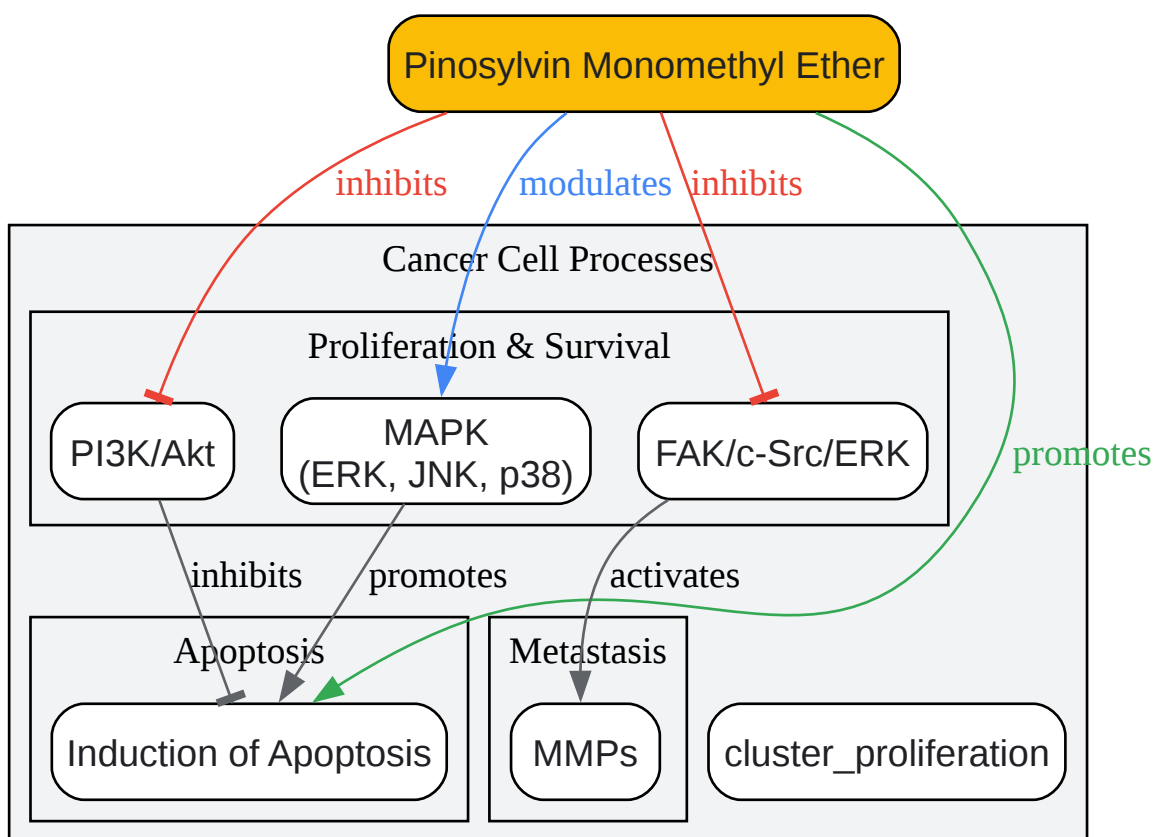 Pinosylvin Monomethyl Ether
inhibits
modulates
inhibits
Cancer Cell Processes
Proliferation & Survival
PI3K/Akt
MAPK
(ERK, JNK, p38)
FAK/c-Src/ERK
promotes
inhibits
promotes
activates
Apoptosis
Metastasis
Induction of Apoptosis
MMPs
cluster_proliferation